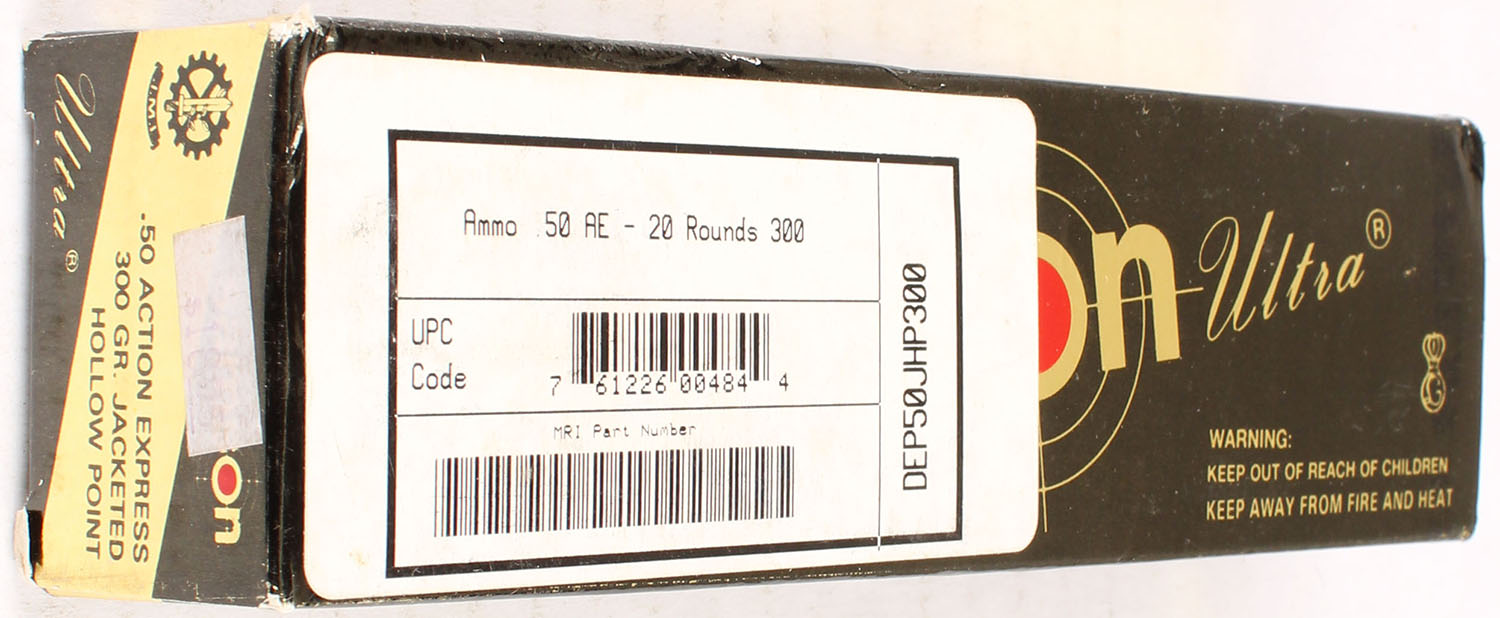 Ultra ®
I.M.I.
.50 ACTION EXPRESS
300 GR. JACKETED
HOLLOW POINT
on
Ammo .50 AE - 20 Rounds 300
UPC
Code
7 61226 00484 4
MRI Part Number
DEP50JHP300
on Ultra ®
WARNING:
KEEP OUT OF REACH OF CHILDREN
KEEP AWAY FROM FIRE AND HEAT